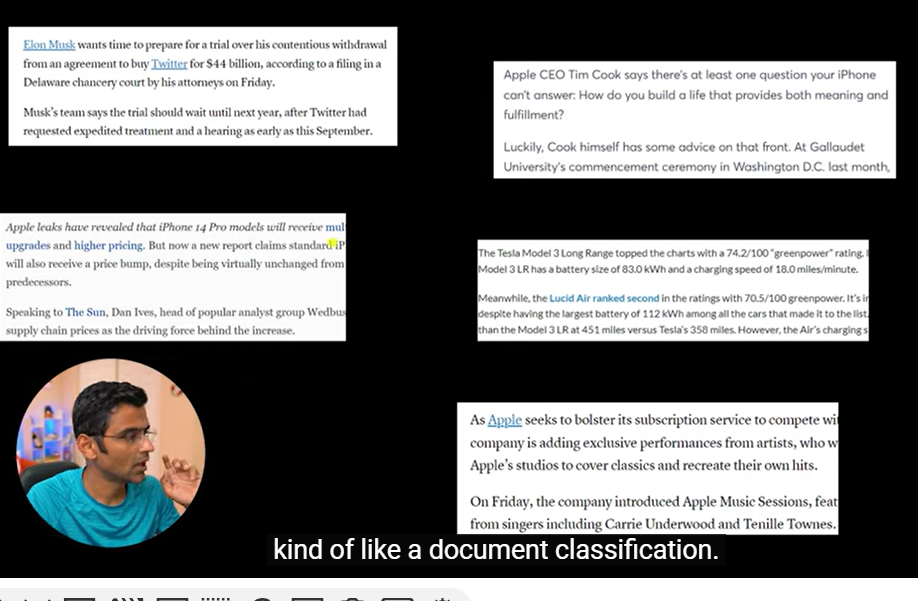 Elon Musk wants time to prepare for a trial over his contentious withdrawal
from an agreement to buy Twitter for $44 billion, according to a filing in a
Delaware chancery court by his attorneys on Friday.
Musk's team says the trial should wait until next year, after Twitter had
requested expedited treatment and a hearing as early as this September.
Apple CEO Tim Cook says there's at least one question your iPhone
can't answer: How do you build a life that provides both meaning and
fulfillment?
Luckily, Cook himself has some advice on that front. At Gallaudet
University's commencement ceremony in Washington D.C. last month,
Apple leaks have revealed that iPhone 14 Pro models will receive
upgrades and higher pricing. But now a new report claims standard
will also receive a price bump, despite being virtually unchanged from
predecessors.
Speaking to The Sun, Dan Ives, head of popular analyst group Wedbus
supply chain prices as the driving force behind the increase.
The Tesla Model 3 Long Range topped the charts with a 74.2/100 "greenpower" rating.
Model 3 LR has a battery size of 83.0 kWh and a charging speed of 18.0 miles/minute.
Meanwhile, the Lucid Air ranked second in the ratings with 70.5/100 greenpower. It's
despite having the largest battery of 112 kWh among all the cars that made it to the list.
than the Model 3 LR at 451 miles versus Tesla's 358 miles. However, the Air's charging
As Apple seeks to bolster its subscription service to compete
company is adding exclusive performances from artists, who
Apple's studios to cover classics and recreate their own hits.
On Friday, the company introduced Apple Music Sessions, feat
from singers including Carrie Underwood and Tenille Townes.
kind of like a document classification.